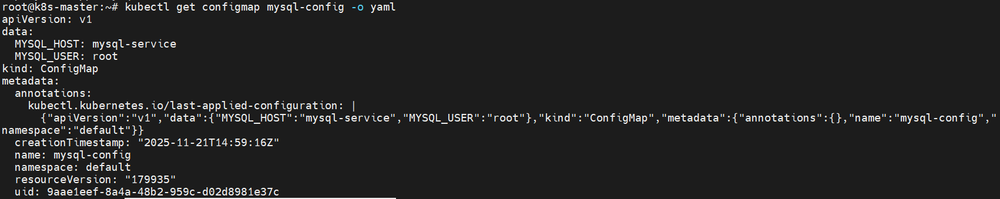 root@k8s-master:~# kubectl get configmap mysql-config -o yaml
apiVersion: v1
data:
  MYSQL_HOST: mysql-service
  MYSQL_USER: root
kind: ConfigMap
metadata:
  annotations:
    kubectl.kubernetes.io/last-applied-configuration: |
      {"apiVersion":"v1","data":{"MYSQL_HOST":"mysql-service","MYSQL_USER":"root"},"kind":"ConfigMap","metadata":{"annotations":{},"name":"mysql-config","
namespace":"default"}}
  creationTimestamp: "2025-11-21T14:59:16Z"
  name: mysql-config
  namespace: default
  resourceVersion: "179935"
  uid: 9aae1eef-8a4a-48b2-959c-d02d8981e37c